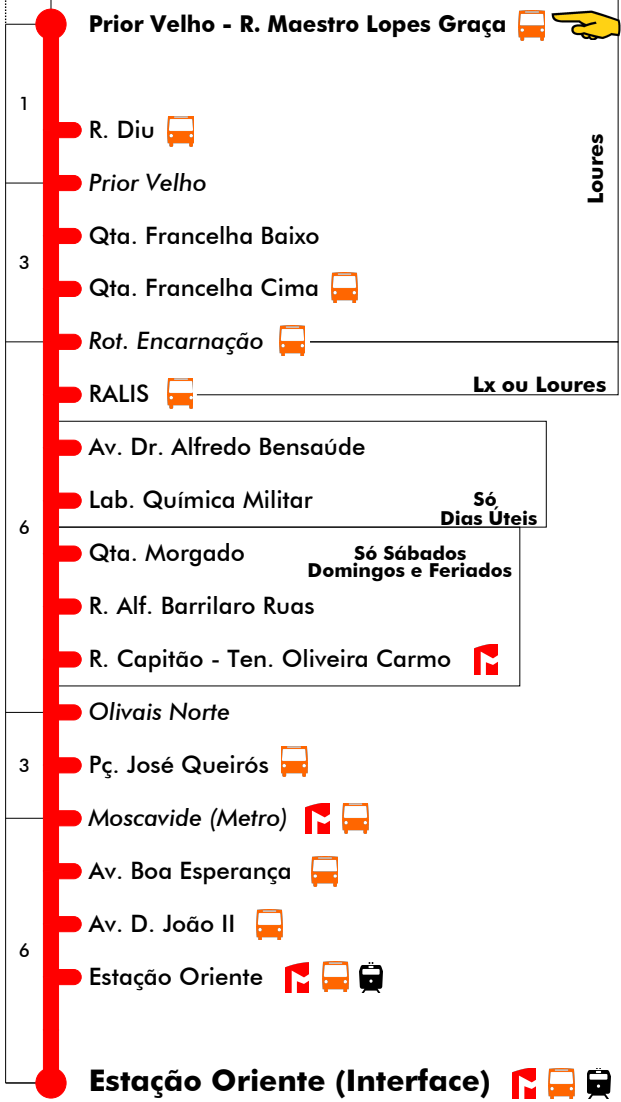 Prior Velho - R. Maestro Lopes Graça
1
R. Diu
Prior Velho
Loures
Qta. Francelha Baixo
3
Qta. Francelha Cima
Rot. Encarnação
RALIS
Lx ou Loures
Av. Dr. Alfredo Bensaúde
Lab. Química Militar
Só
Dias Úteis
6
Qta. Morgado
Só Sábados
Domingos e Feriados
R. Alf. Barrilaro Ruas
R. Capitão - Ten. Oliveira Carmo
Olivais Norte
3
Pç. José Queirós
Moscavide (Metro)
Av. Boa Esperança
Av. D. João II
6
Estação Oriente
Estação Oriente (Interface)